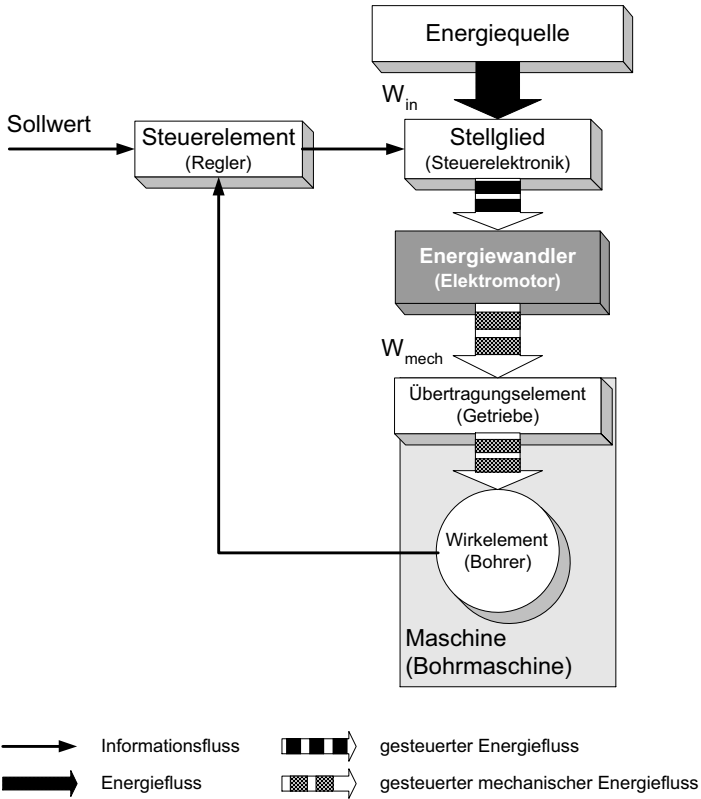 Energiequelle
W_in
Sollwert
Steuerelement
(Regler)
Stellglied
(Steuerelektronik)
Energiewandler
(Elektromotor)
W_mech
Übertragungselement
(Getriebe)
Wirkelement
(Bohrer)
Maschine
(Bohrmaschine)
Informationsfluss
gesteuerter Energiefluss
Energiefluss
gesteuerter mechanischer Energiefluss